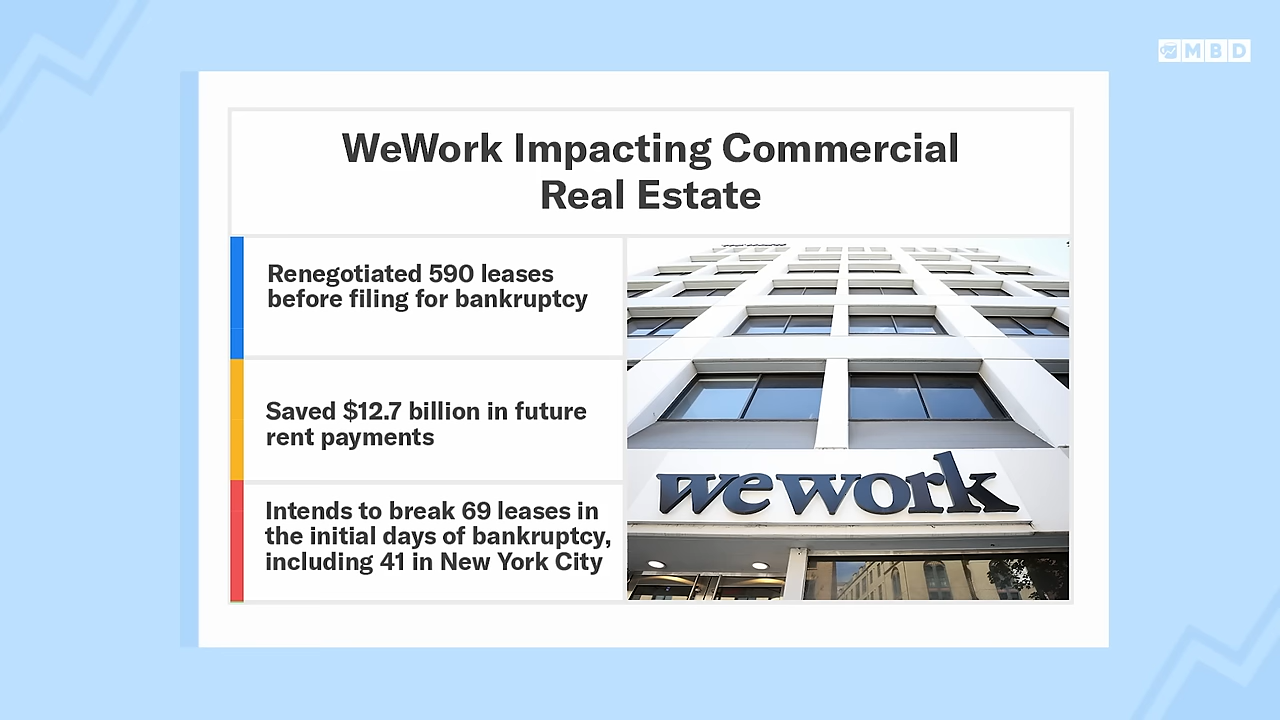 MBD
WeWork Impacting Commercial
Real Estate
Renegotiated 590 leases
before filing for bankruptcy
Saved $12.7 billion in future
rent payments
Intends to break 69 leases in
the initial days of bankruptcy,
including 41 in New York City
wework